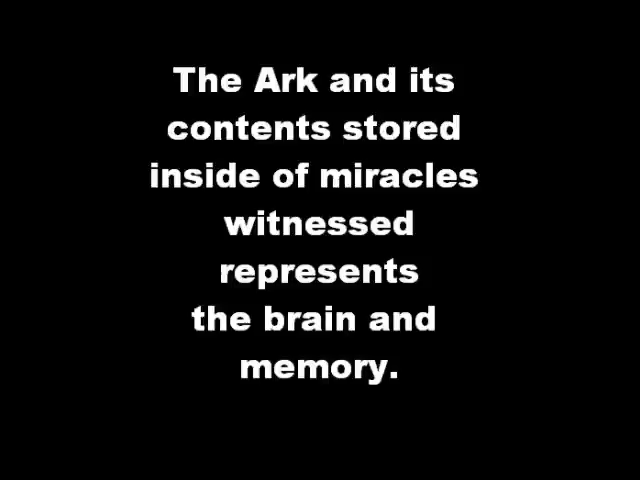 The Ark and its
contents stored
inside of miracles
witnessed
represents
the brain and
memory.